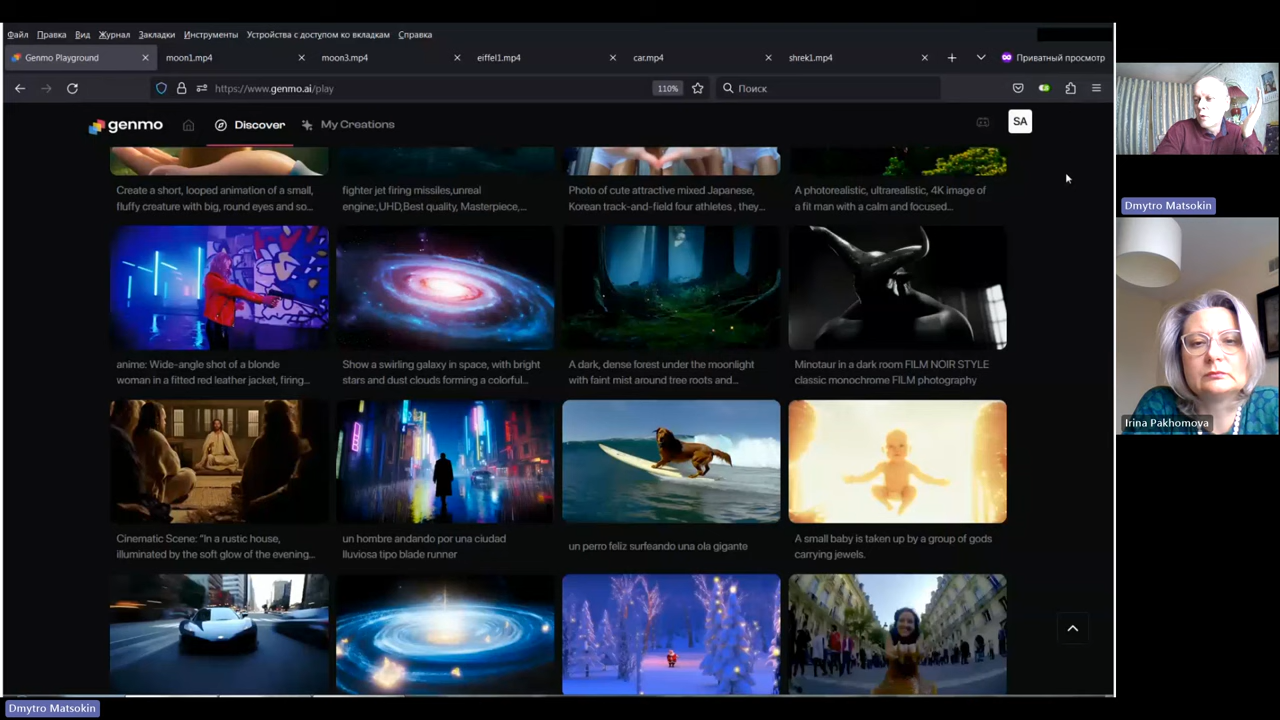 Файл Правка Вид Журнал Закладки Инструменты Устройства с доступом ко вкладкам Справка
Genmo Playground moon1.mp4 moon3.mp4 eiffel1.mp4 car.mp4 shrek1.mp4 Приватный просмотр
https://www.genmo.ai/play 110% Поиск
genmo Discover My Creations SA
Create a short, looped animation of a small,
fluffy creature with big, round eyes and so...
fighter jet firing missiles,unreal
engine:,UHD,Best quality, Masterpiece,...
Photo of cute attractive mixed Japanese,
Korean track-and-field four athletes , they...
A photorealistic, ultrarealistic, 4K image of
a fit man with a calm and focused...
anime: Wide-angle shot of a blonde
woman in a fitted red leather jacket, firing...
Show a swirling galaxy in space, with bright
stars and dust clouds forming a colorful...
A dark, dense forest under the moonlight
with faint mist around tree roots and...
Minotaur in a dark room FILM NOIR STYLE
classic monochrome FILM photography
Cinematic Scene: “In a rustic house,
illuminated by the soft glow of the evening...
un hombre andando por una ciudad
lluviosa tipo blade runner
un perro feliz surfeando una ola gigante
A small baby is taken up by a group of gods
carrying jewels.
Dmytro Matsokin
Irina Pakhomova
Dmytro Matsokin